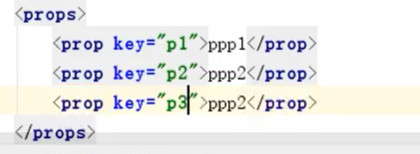 <props>
<prop key="p1">ppp1</prop>
<prop key="p2">ppp2</prop>
<prop key="p3">ppp2</prop>
</props>